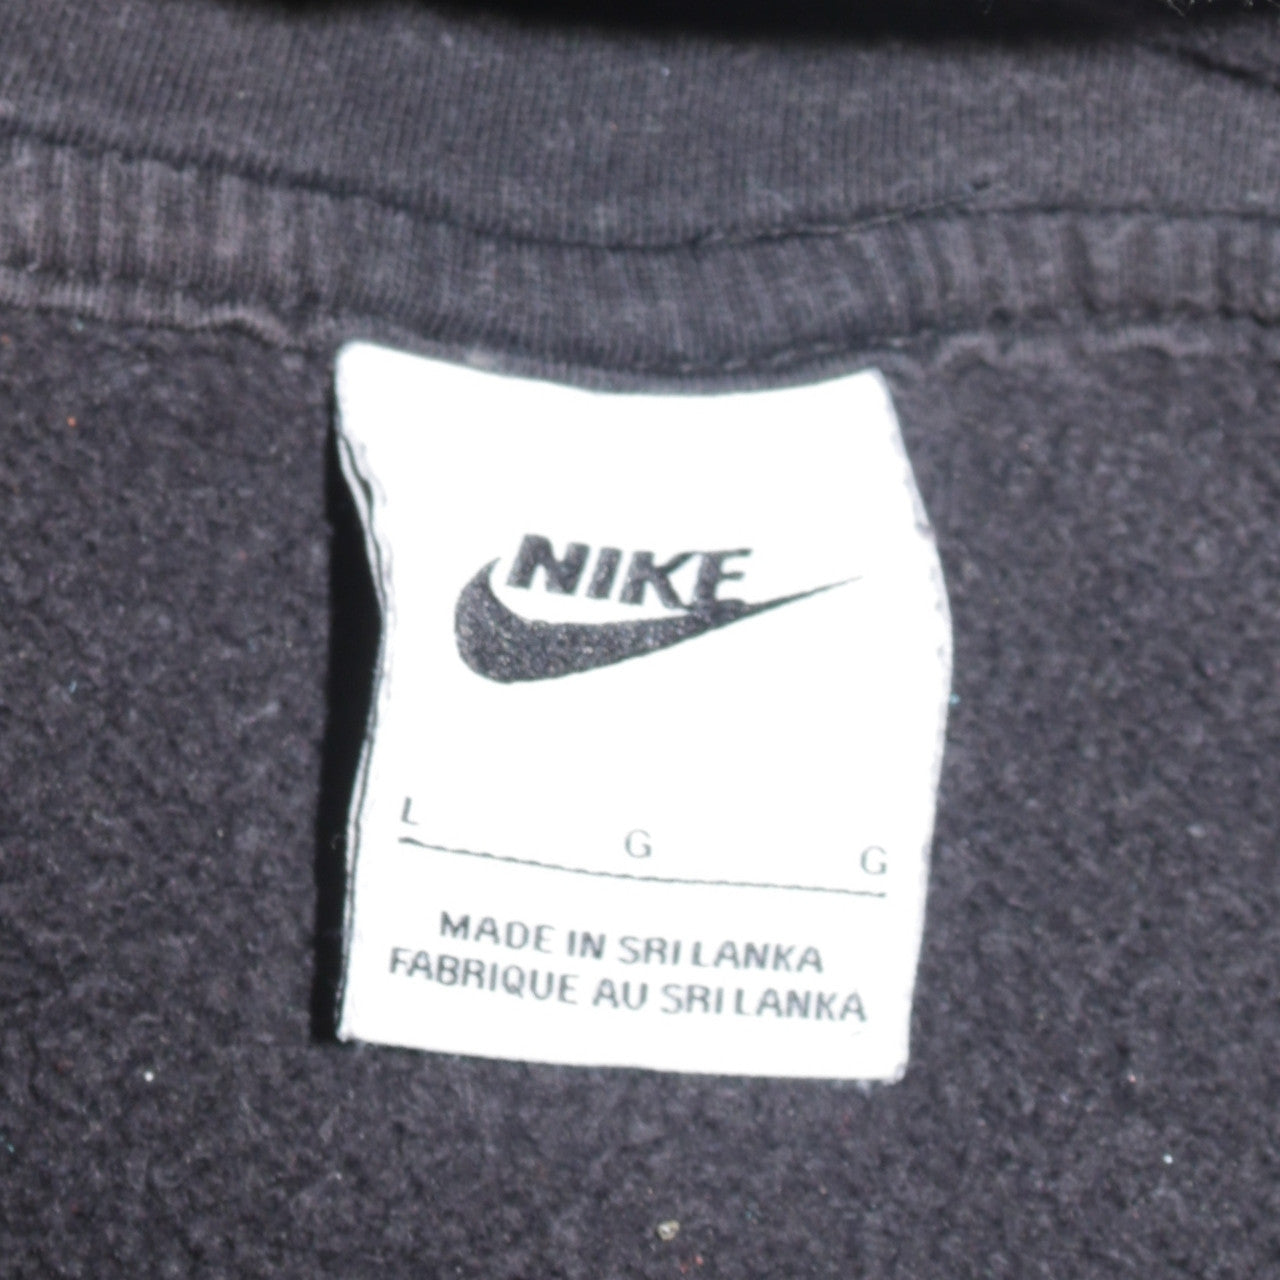 NIKE
L G G
MADE IN SRI LANKA
FABRIQUE AU SRI LANKA